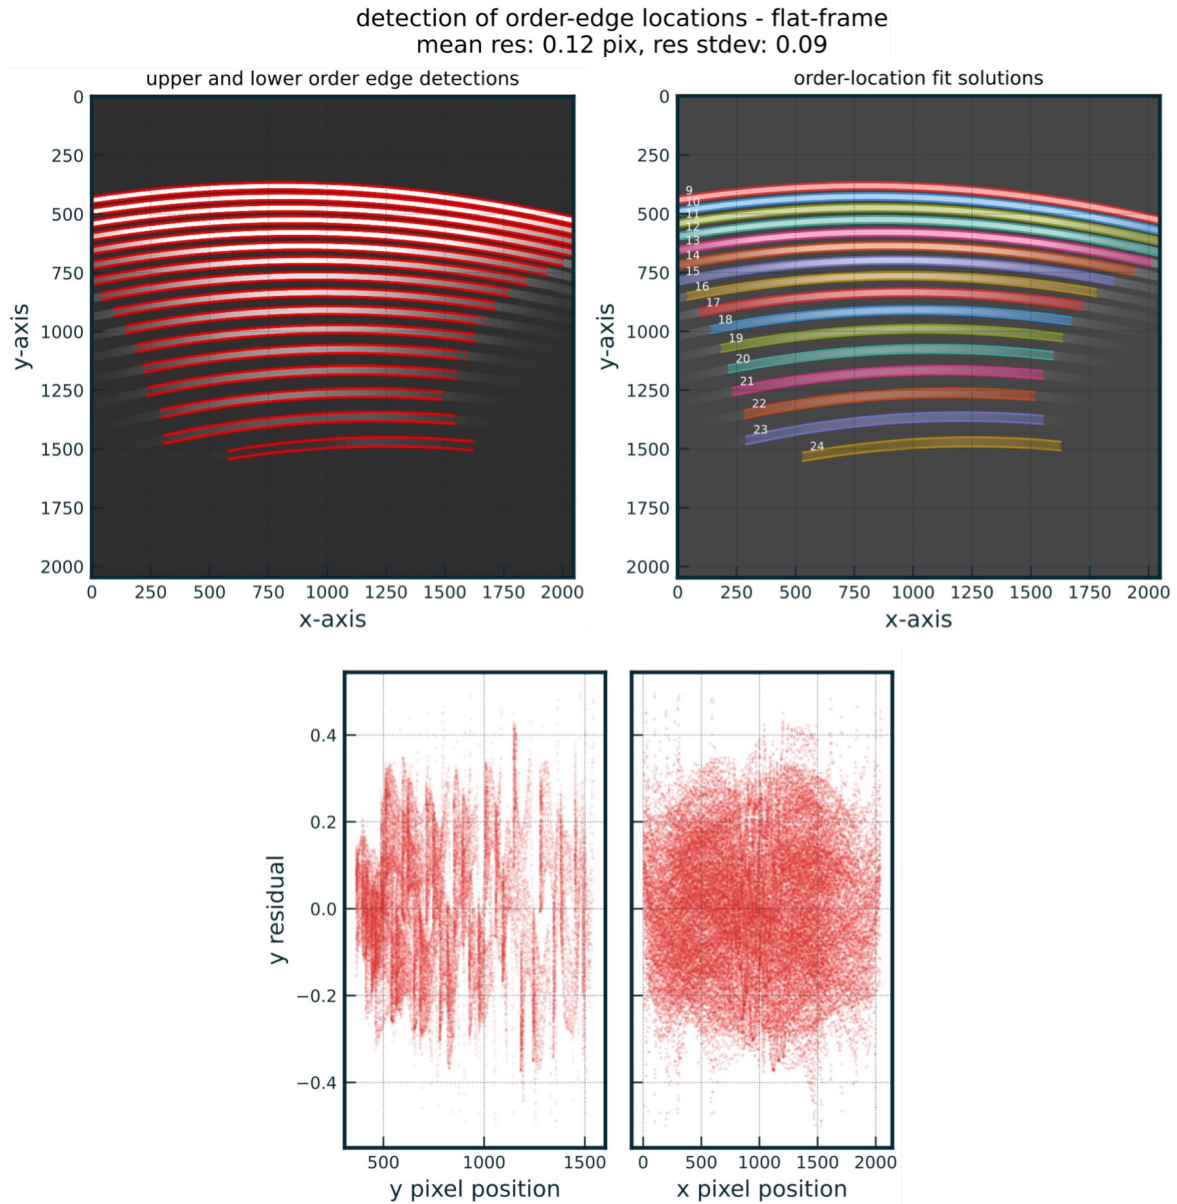 detection of order-edge locations - flat-frame
mean res: 0.12 pix, res stdev: 0.09
upper and lower order edge detections
0
250
500
750
1000
1250
1500
1750
2000
y-axis
0 250 500 750 1000 1250 1500 1750 2000
x-axis
order-location fit solutions
0
250
500
750
1000
1250
1500
1750
2000
y-axis
9
10
11
12
13
14
15
16
17
18
19
20
21
22
23
24
0 250 500 750 1000 1250 1500 1750 2000
x-axis
0.4
0.2
0.0
−0.2
−0.4
y residual
500 1000 1500
y pixel position
0 500 1000 1500 2000
x pixel position